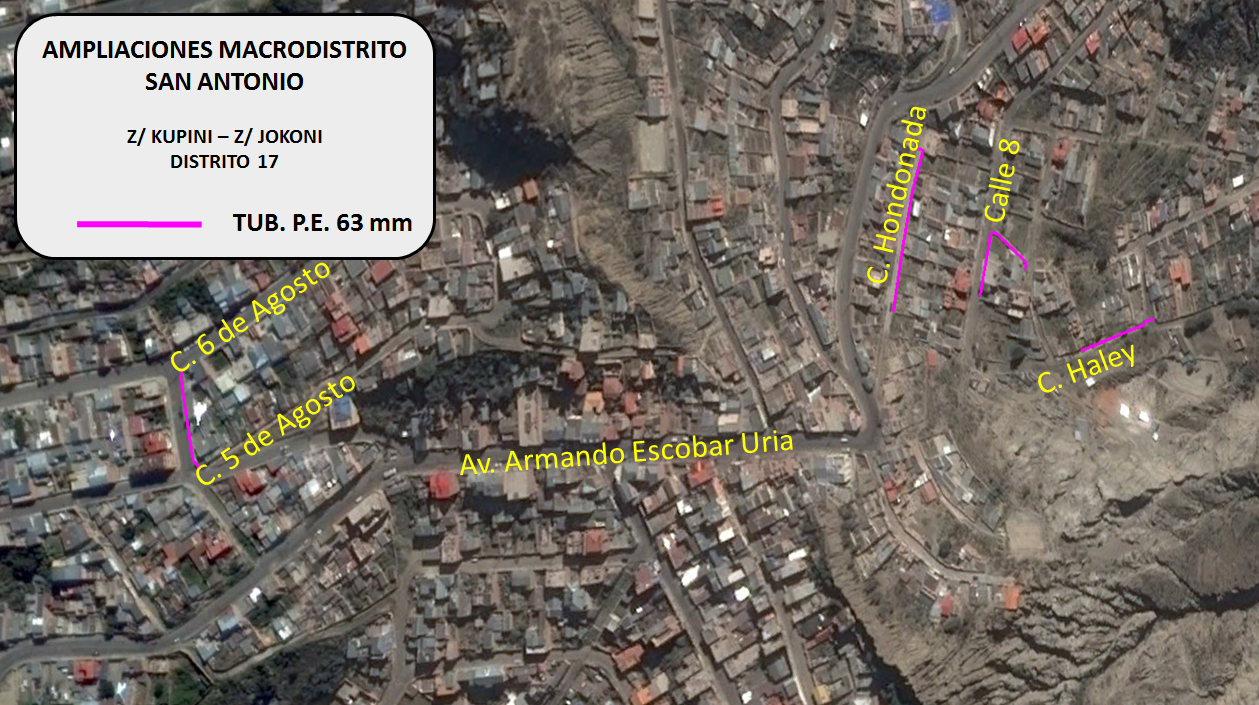 AMPLIACIONES MACRODISTRITO
SAN ANTONIO
Z/ KUPINI – Z/ JOKONI
DISTRITO 17
TUB. P.E. 63 mm
C. Hondonada
Calle 8
C. 6 de Agosto
C. Haley
C. 5 de Agosto
Av. Armando Escobar Uria